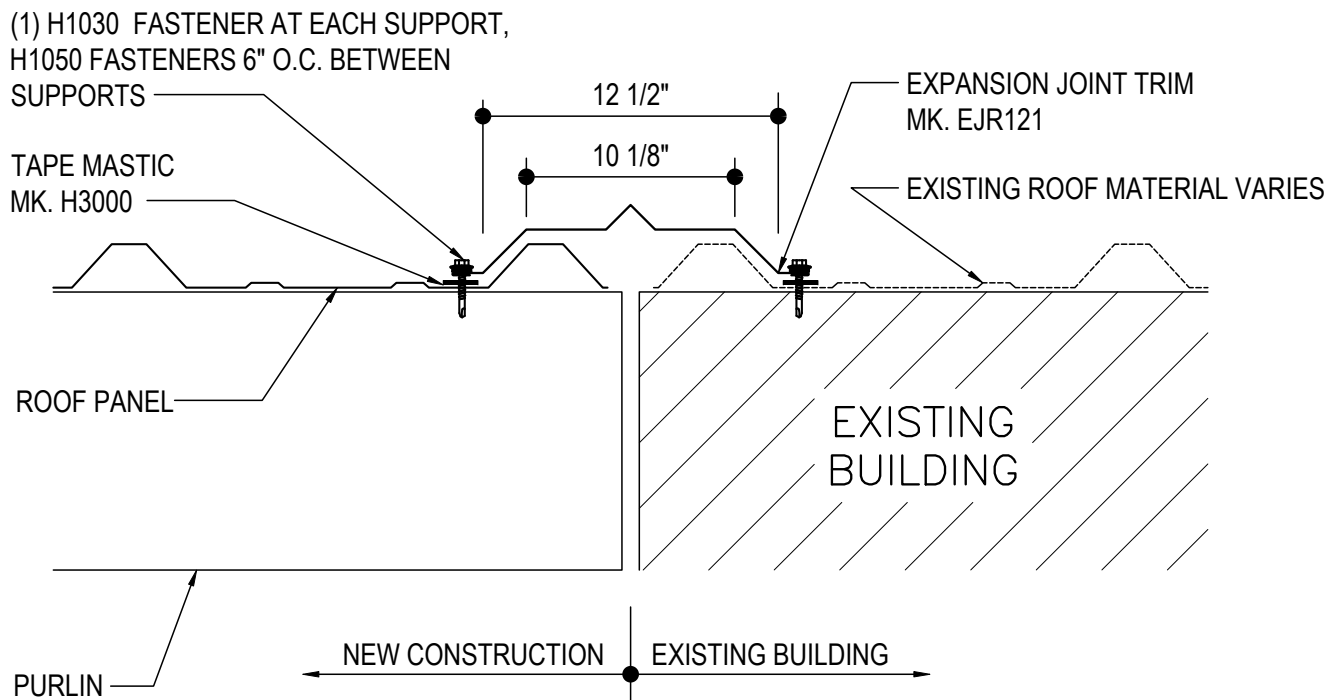 (1) H1030 FASTENER AT EACH SUPPORT,
H1050 FASTENERS 6" O.C. BETWEEN
SUPPORTS
12 1/2"
EXPANSION JOINT TRIM
MK. EJR121
10 1/8"
TAPE MASTIC
MK. H3000
EXISTING ROOF MATERIAL VARIES
ROOF PANEL
EXISTING
BUILDING
NEW CONSTRUCTION
EXISTING BUILDING
PURLIN